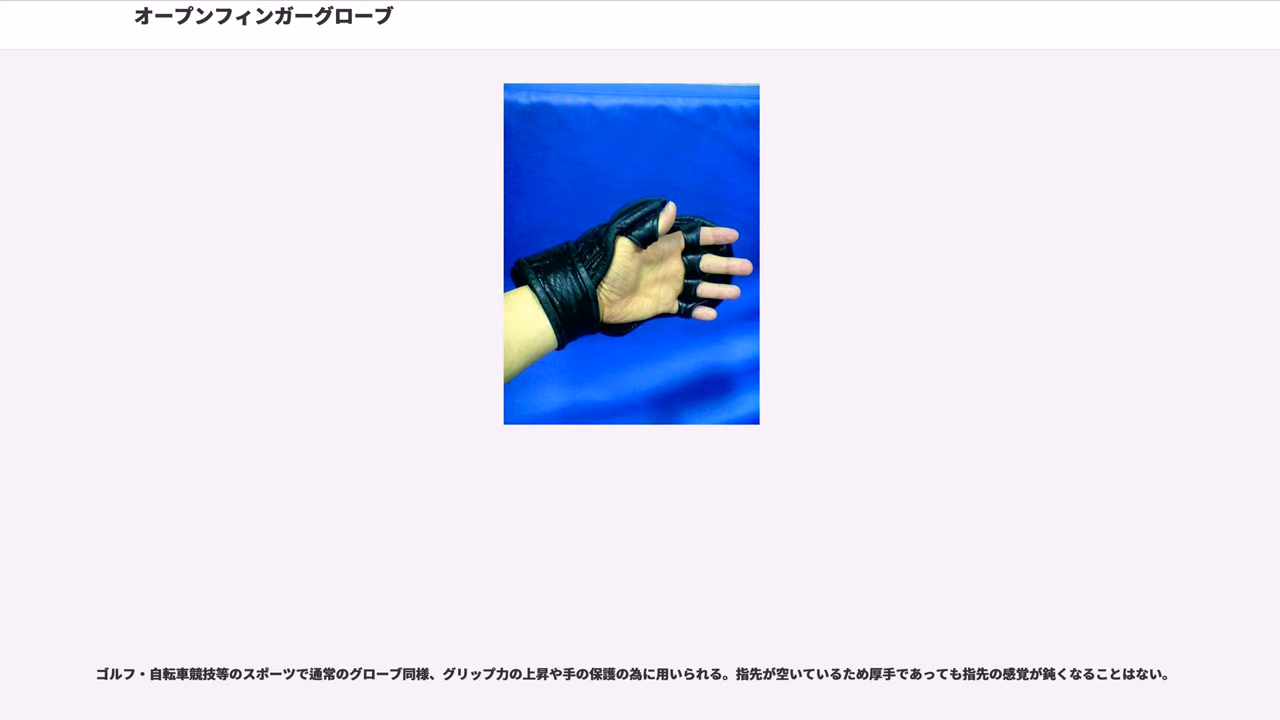 オープンフィンガーグローブ
ゴルフ・自転車競技等のスポーツで通常のグローブ同様、グリップ力の上昇や手の保護の為に用いられる。指先が空いているため厚手であっても指先の感覚が鈍くなることはない。